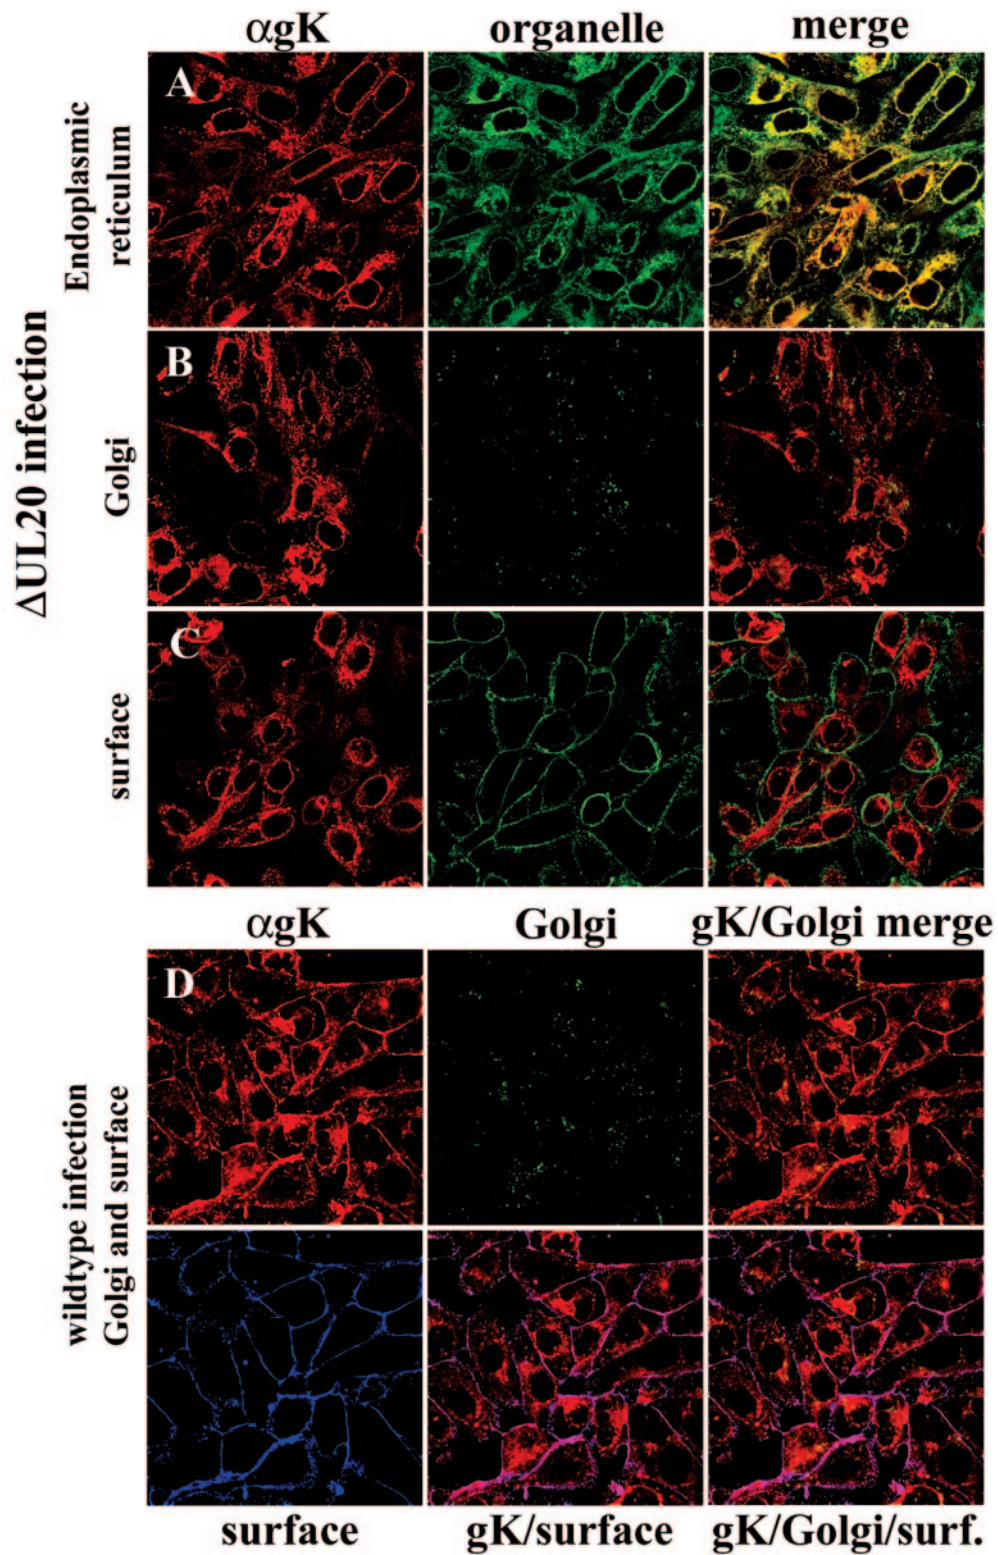 αgK organelle merge
ΔUL20 infection
Endoplasmic
reticulum
A
Golgi
B
surface
C
αgK Golgi gK/Golgi merge
wildtype infection
Golgi and surface
D
surface gK/surface gK/Golgi/surf.